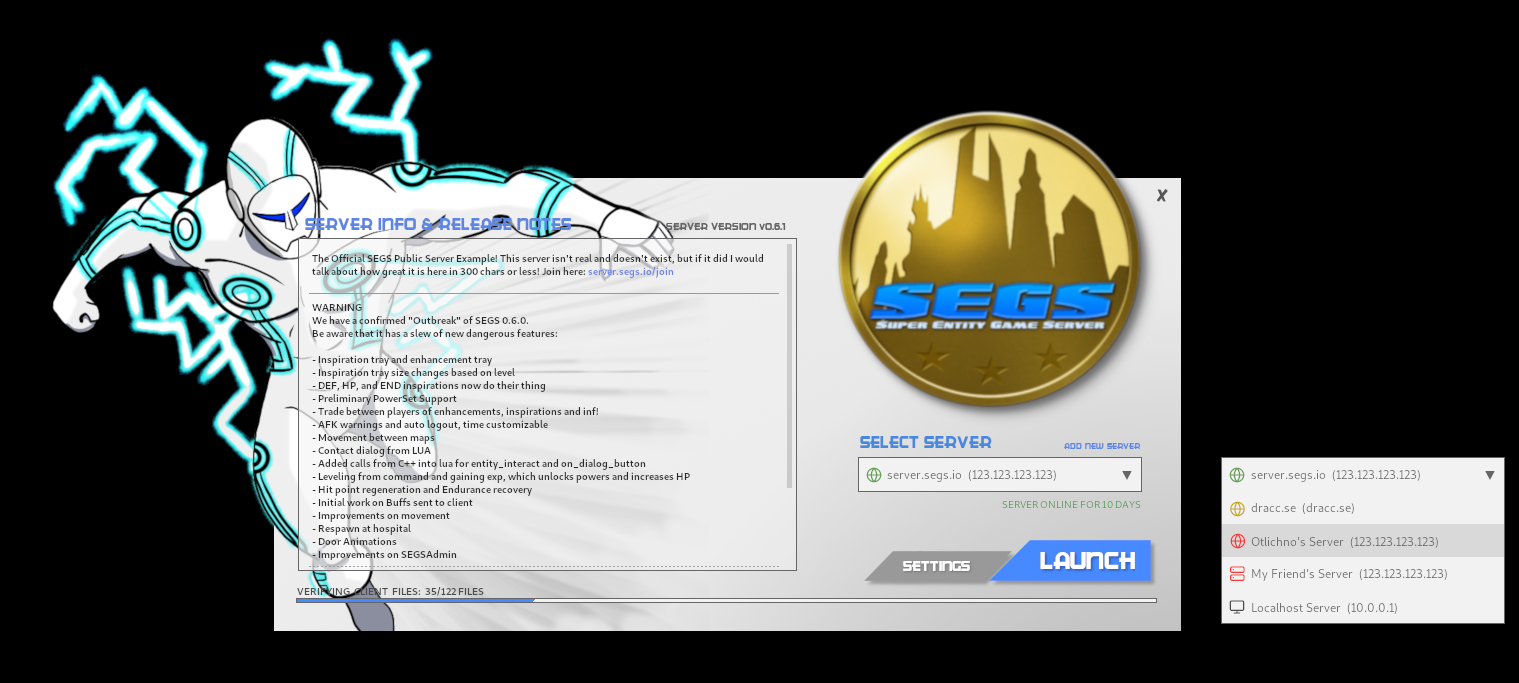 SERVER INFO & RELEASE NOTES
SERVER VERSION V0.6.1
X
The Official SEGS Public Server Example! This server isn't real and doesn't exist, but if it did I would
talk about how great it is here in 300 chars or less! Join here: server.segs.io/join
WARNING
We have a confirmed "Outbreak" of SEGS 0.6.0.
Be aware that it has a slew of new dangerous features:
- Inspiration tray and enhancement tray
- Inspiration tray size changes based on level
- DEF, HP, and END inspirations now do their thing
- Preliminary PowerSet Support
- Trade between players of enhancements, inspirations and inf!
- AFK warnings and auto logout, time customizable
- Movement between maps
- Contact dialog from LUA
- Added calls from C++ into lua for entity_interact and on_dialog_button
- Leveling from command and gaining exp, which unlocks powers and increases HP
- Hit point regeneration and Endurance recovery
- Initial work on Buffs sent to client
- Improvements on movement
- Respawn at hospital
- Door Animations
- Improvements on SEGSAdmin
VERIFYING CLIENT FILES: 35/122 FILES
SEGS
SUPER ENTITY GAME SERVER
SELECT SERVER
ADD NEW SERVER
server.segs.io (123.123.123.123)
SERVER ONLINE FOR 10 DAYS
SETTINGS
LAUNCH
server.segs.io (123.123.123.123)
dracc.se (dracc.se)
Otlichno's Server (123.123.123.123)
My Friend's Server (123.123.123.123)
Localhost Server (10.0.0.1)